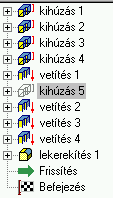 kihúzás 1
kihúzás 2
kihúzás 3
kihúzás 4
vetítés 1
kihúzás 5
vetítés 2
vetítés 3
vetítés 4
lekerekítés 1
Frissítés
Befejezés